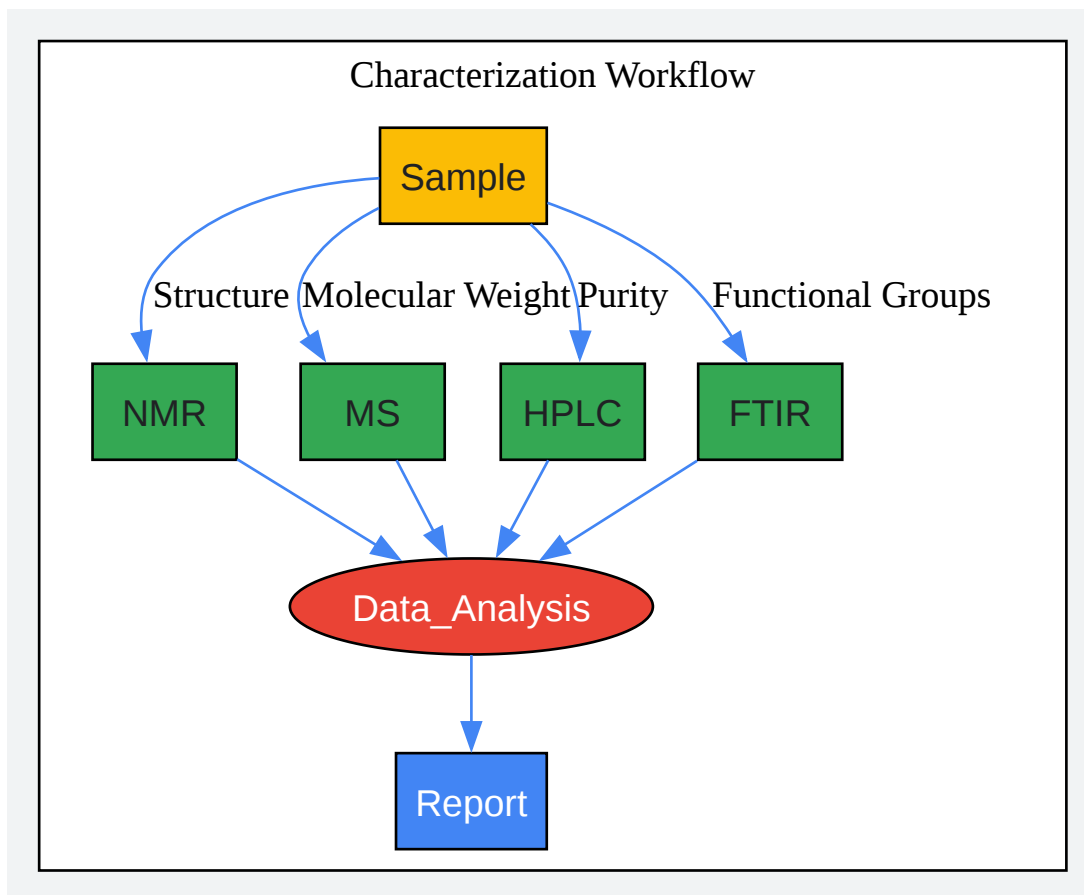 Characterization Workflow
Sample
Structure
Molecular Weight
Purity
Functional Groups
NMR
MS
HPLC
FTIR
Data_Analysis
Report